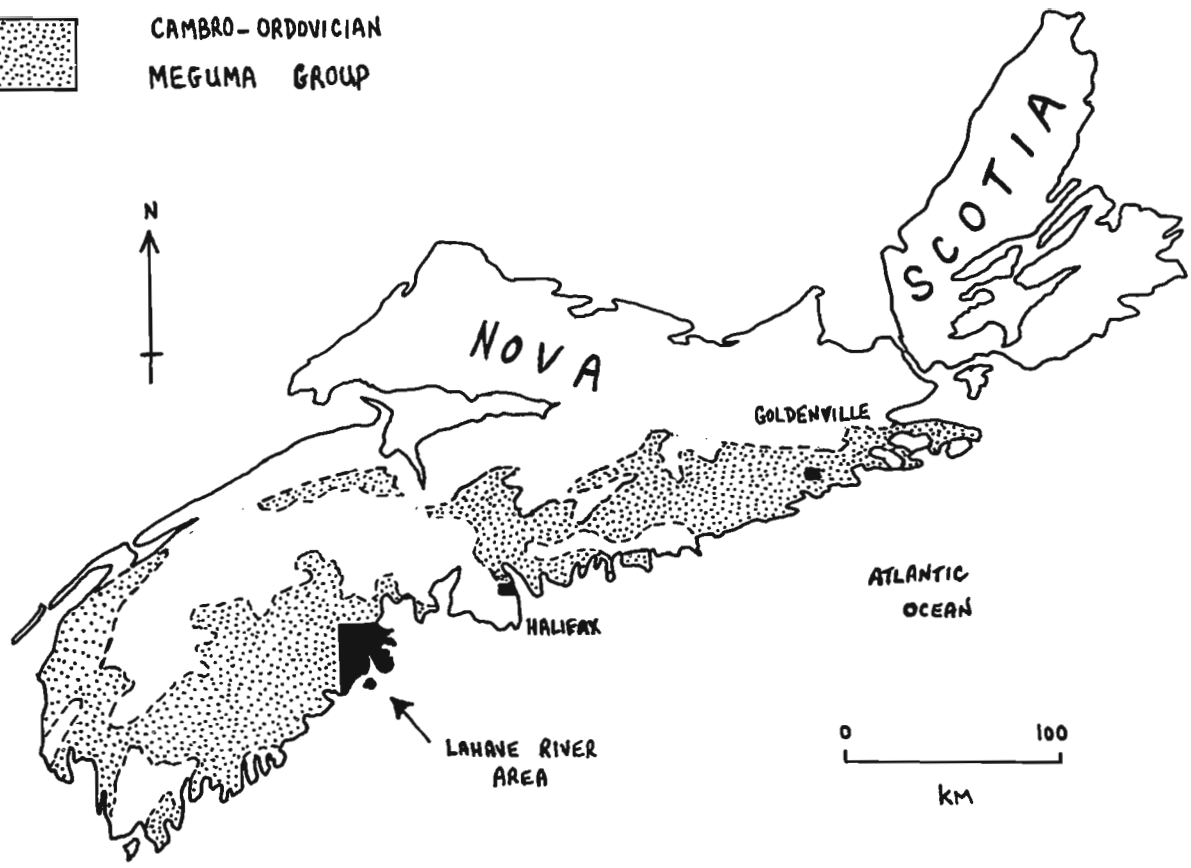 CAMBRO-ORDOVICIAN
MEGUMA GROUP
N
SCOTIA
NOVA
GOLDENVILLE
ATLANTIC
OCEAN
HALIFAX
LAHAVE RIVER
AREA
0 100
KM